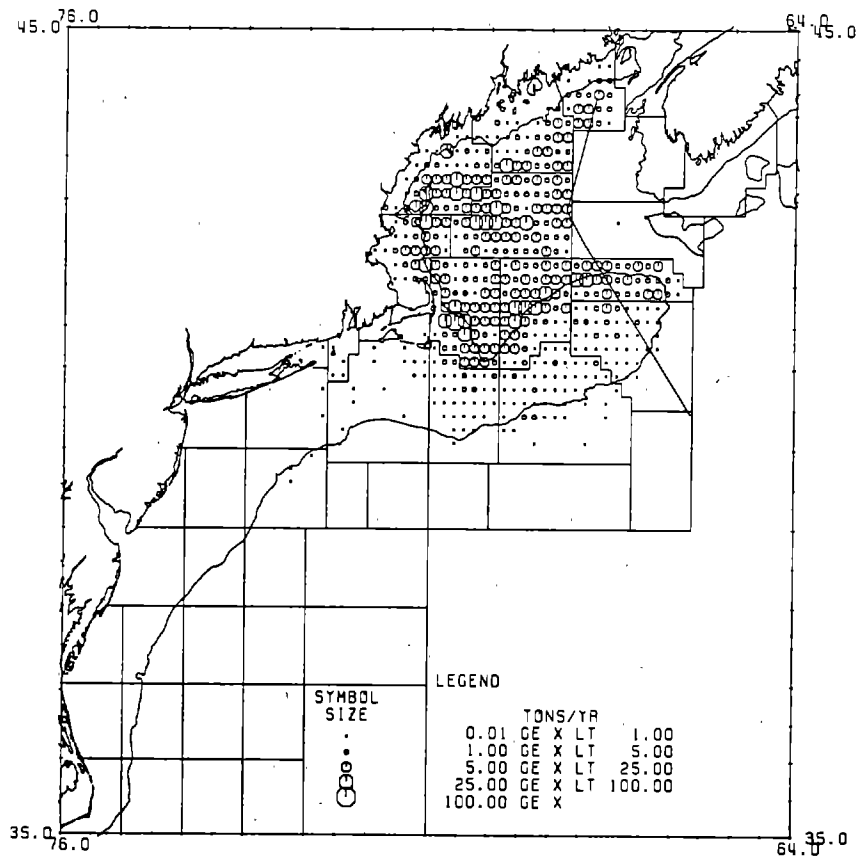 76.0 64.0
45.0 45.0
LEGEND
SYMBOL
SIZE
TONS/YR
0.01 GE X LT 1.00
1.00 GE X LT 5.00
5.00 GE X LT 25.00
25.00 GE X LT 100.00
100.00 GE X
35.0 35.0
76.0 64.0